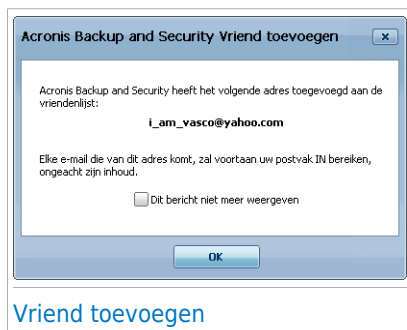 Acronis Backup and Security Vriend toevoegen
Acronis Backup and Security heeft het volgende adres toegevoegd aan de
vriendenlijst:
i_am_vasco@yahoo.com
Elke e-mail die van dit adres komt, zal voortaan uw postvak IN bereiken,
ongeacht zijn inhoud.
Dit bericht niet meer weergeven
OK
Vriend toevoegen